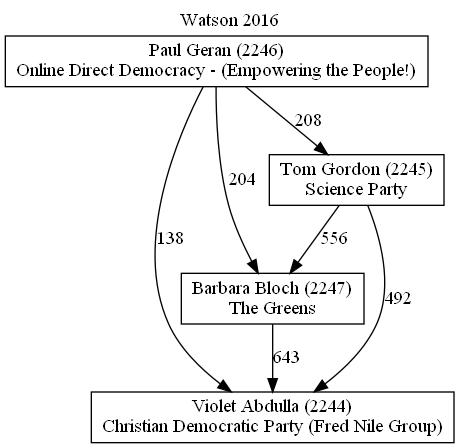 Watson 2016
Paul Geran (2246)
Online Direct Democracy - (Empowering the People!)
208
Tom Gordon (2245)
Science Party
204
138
556
492
Barbara Bloch (2247)
The Greens
643
Violet Abdulla (2244)
Christian Democratic Party (Fred Nile Group)